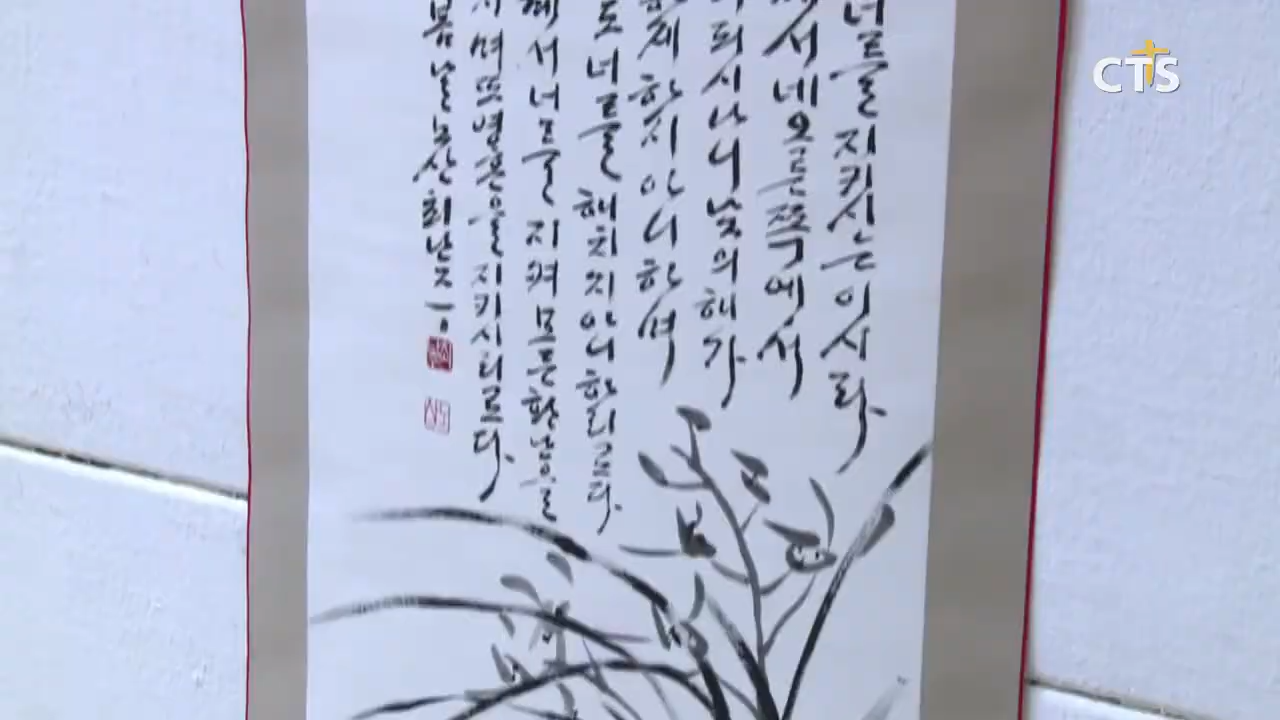 CTS
너를 지키시는 이시라
서 네 오른쪽에서
되시나니 낮의 해가
하지 아니하며
도 너를 해치지 아니하리로다
께서 너를 지켜 모든 환난을
시며 또 영혼을 지키시리로다
봄날